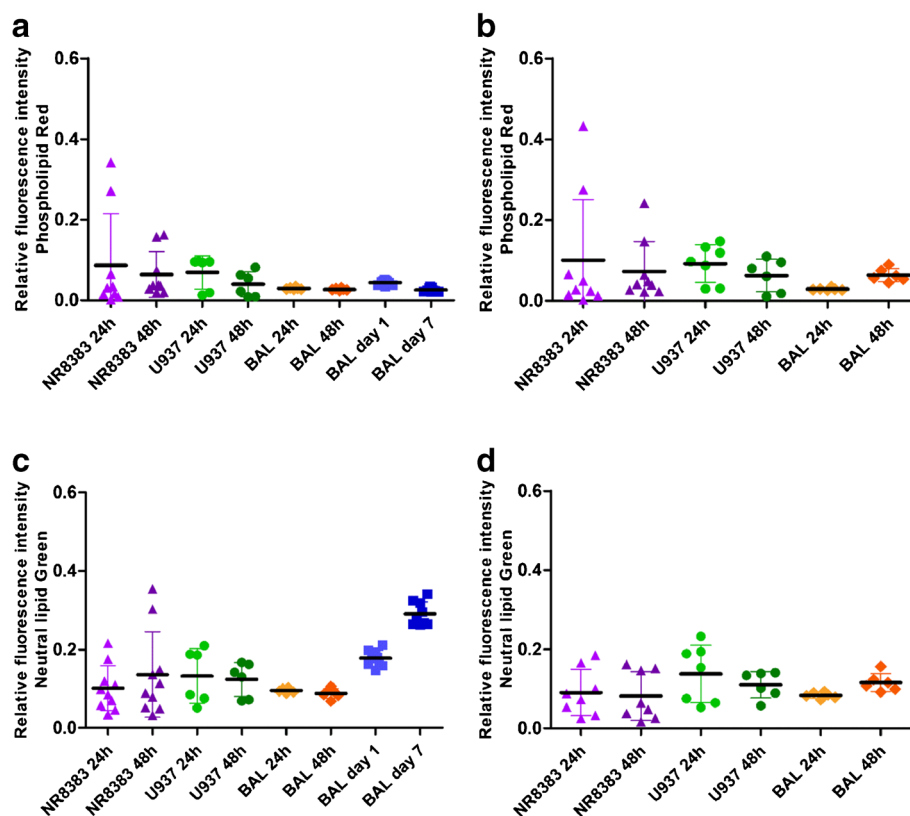 a
Relative fluorescence intensity
Phospholipid Red
0.6
0.4
0.2
0.0
NR8383 24h
NR8383 48h
U937 24h
U937 48h
BAL 24h
BAL 48h
BAL day 1
BAL day 7
b
Relative fluorescence intensity
Phospholipid Red
0.6
0.4
0.2
0.0
NR8383 24h
NR8383 48h
U937 24h
U937 48h
BAL 24h
BAL 48h
c
Relative fluorescence intensity
Neutral lipid Green
0.6
0.4
0.2
0.0
NR8383 24h
NR8383 48h
U937 24h
U937 48h
BAL 24h
BAL 48h
BAL day 1
BAL day 7
d
Relative fluorescence intensity
Neutral lipid Green
0.6
0.4
0.2
0.0
NR8383 24h
NR8383 48h
U937 24h
U937 48h
BAL 24h
BAL 48h